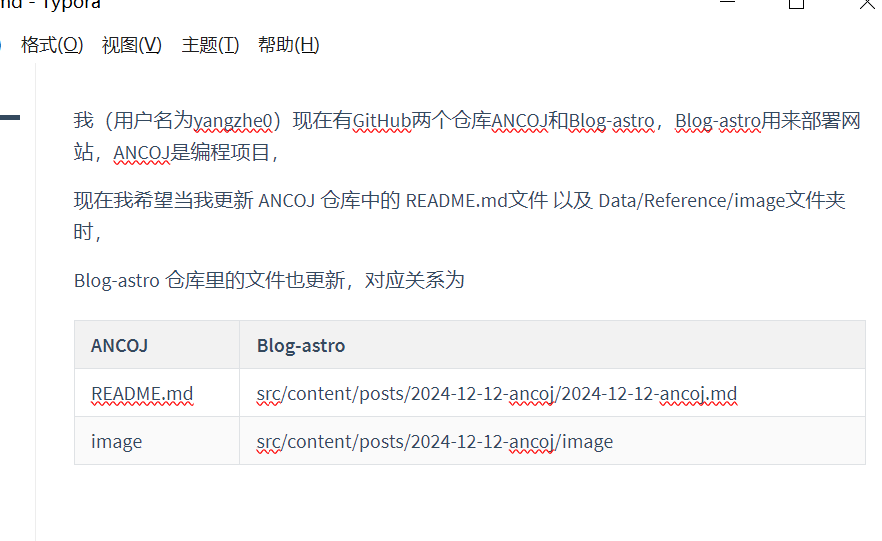 nd - Typora
格式(O) 视图(V) 主题(T) 帮助(H)
我（用户名为yangzhe0）现在有GitHub两个仓库ANCOJ和Blog-astro，Blog-astro用来部署网
站，ANCOJ是编程项目，
现在我希望当我更新 ANCOJ 仓库中的 README.md文件 以及 Data/Reference/image文件夹
时，
Blog-astro 仓库里的文件也更新，对应关系为
ANCOJ Blog-astro
README.md src/content/posts/2024-12-12-ancoj/2024-12-12-ancoj.md
image src/content/posts/2024-12-12-ancoj/image